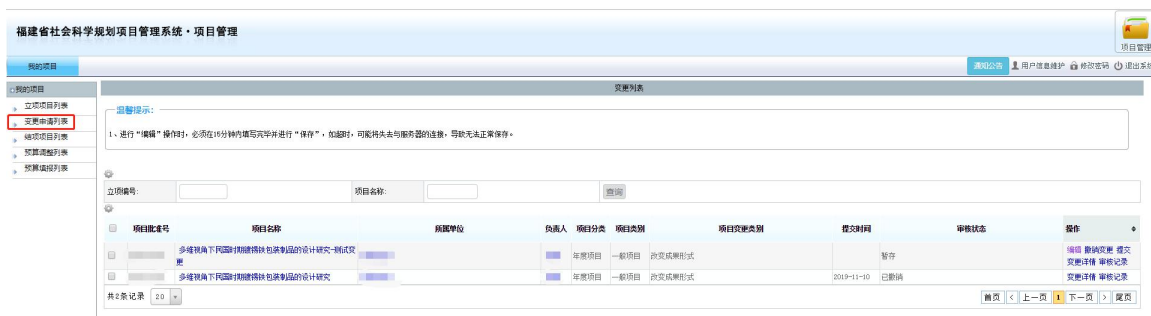 福建省社会科学规划项目管理系统・项目管理
项目管理
我的项目
通知公告 用户信息维护 修改密码 退出系统
我的项目
立项项目列表
变更申请列表
结项项目列表
预算调整列表
预算填报列表
变更列表
温馨提示：
1、进行“编辑”操作时，必须在15分钟内填写完毕并进行“保存”，如超时，可能将失去与服务器的连接，导致无法正常保存。
立项编号： 项目名称： 查询
项目批准号 项目名称 所属单位 负责人 项目分类 项目类别 项目变更类别 提交时间 审核状态 操作
多维视角下民国时期镀锡铁包装制品的设计研究-测试变更 年度项目 一般项目 改变成果形式 暂存 编辑 撤销变更 提交
变更详情 审核记录
多维视角下民国时期镀锡铁包装制品的设计研究 年度项目 一般项目 改变成果形式 2019-11-10 已撤销 变更详情 审核记录
共2条记录 20 首页 < 上一页 1 下一页 > 尾页